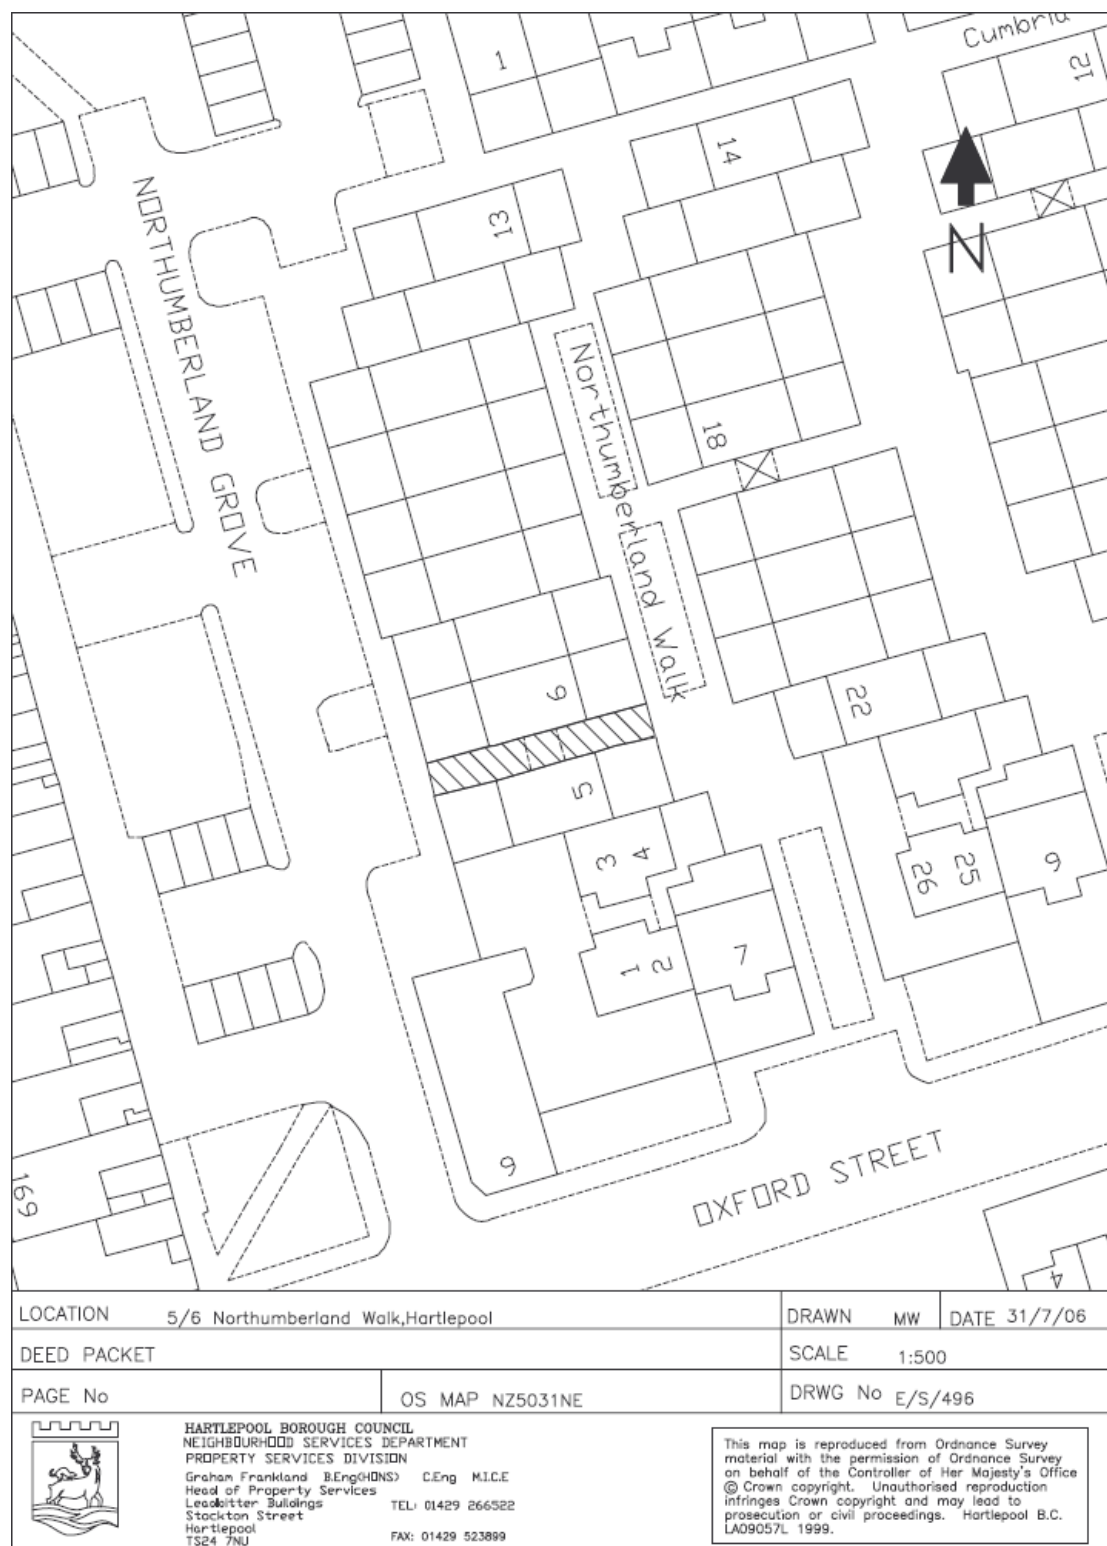 Cumbria
1
12
14
13
N
NORTHUMBERLAND GROVE
Northumberland Walk
18
6
22
5
3
4
26
25
6
1
2
7
9
169
OXFORD STREET
4
LOCATION 5/6 Northumberland Walk,Hartlepool
DRAWN MW DATE 31/7/06
DEED PACKET
SCALE 1:500
PAGE No
OS MAP NZ5031NE
DRWG No E/S/496
HARTLEPOOL BOROUGH COUNCIL
NEIGHBOURHOOD SERVICES DEPARTMENT
PROPERTY SERVICES DIVISION
Graham Frankland B.Eng(HONS) C.Eng M.I.C.E
Head of Property Services
Leadbitter Buildings
Stockton Street
Hartlepool
TS24 7NU
TEL: 01429 266522
FAX: 01429 523899
This map is reproduced from Ordnance Survey
material with the permission of Ordnance Survey
on behalf of the Controller of Her Majesty's Office
© Crown copyright. Unauthorised reproduction
infringes Crown copyright and may lead to
prosecution or civil proceedings. Hartlepool B.C.
LA09057L 1999.